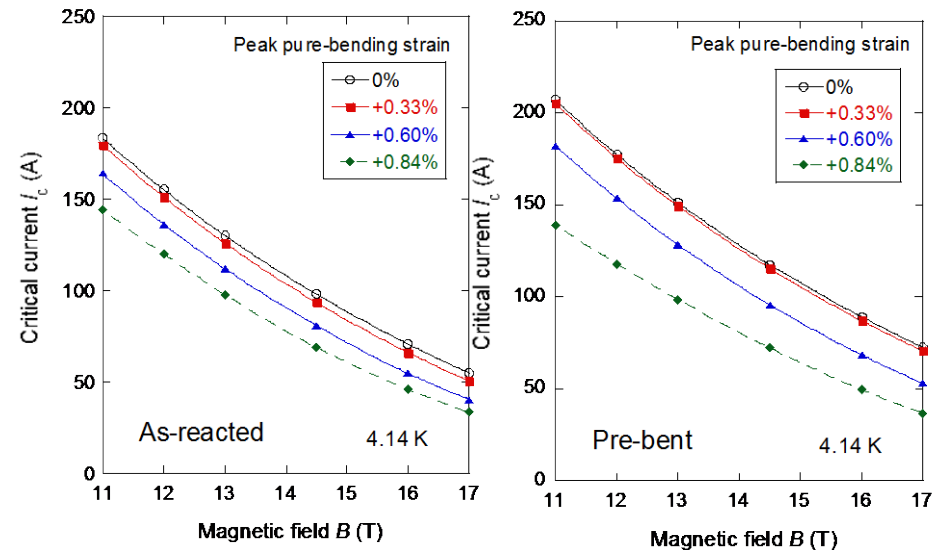 250
200
150
100
50
0
11 12 13 14 15 16 17
Critical current I_c (A)
Magnetic field B (T)
Peak pure-bending strain
0%
+0.33%
+0.60%
+0.84%
As-reacted
4.14 K
250
200
150
100
50
0
11 12 13 14 15 16 17
Critical current I_c (A)
Magnetic field B (T)
Peak pure-bending strain
0%
+0.33%
+0.60%
+0.84%
Pre-bent
4.14 K